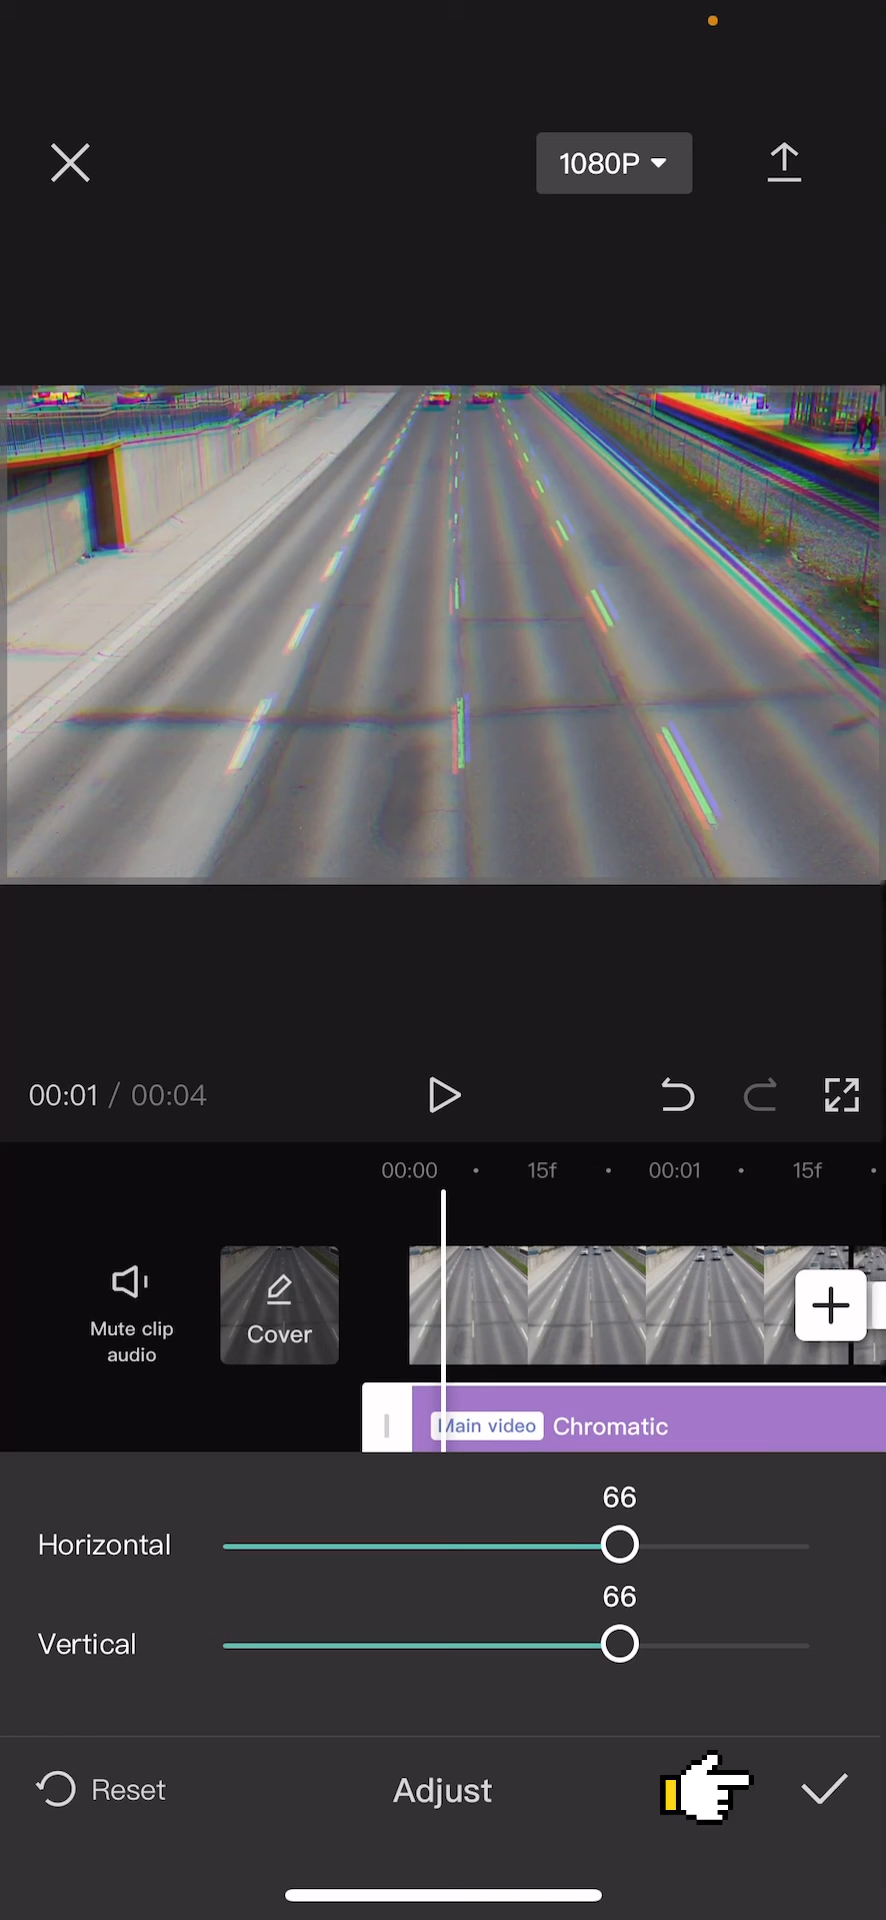 1080P
00:01 / 00:04
00:00 15f 00:01 15f
Mute clip
audio
Cover
Main video Chromatic
66
Horizontal
66
Vertical
Reset Adjust